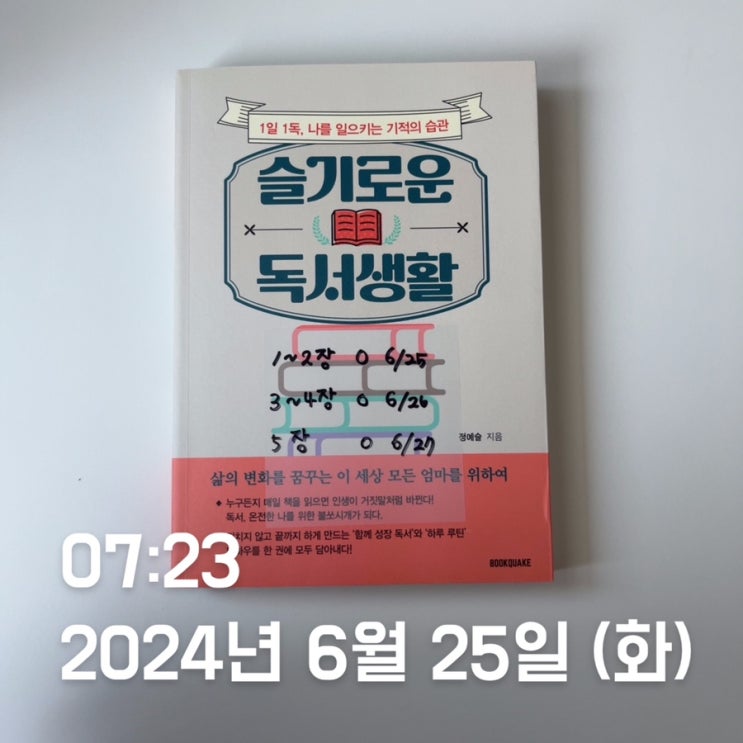 1일 1독, 나를 일으키는 기적의 습관
슬기로운
독서생활
1~2장 0 6/25
3~4장 0 6/26
5장 0 6/27
정예슬 지음
삶의 변화를 꿈꾸는 이 세상 모든 엄마를 위하여
◆ 누구든지 매일 책을 읽으면 인생이 거짓말처럼 바뀐다!
독서, 온전한 나를 위한 불쏘시개가 되다.
치지 않고 끝까지 하게 만드는 '함께 성장 독서'와 '하루 루틴'
하우를 한 권에 모두 담아내다!
BOOKQUAKE
07:23
2024년 6월 25일 (화)